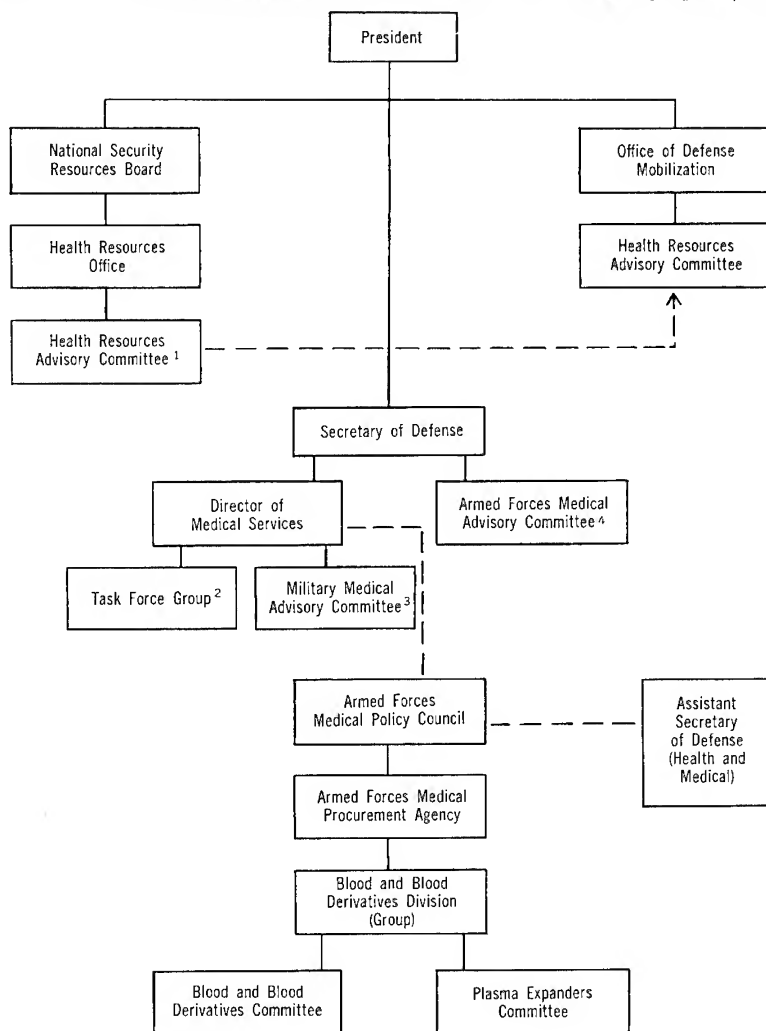 President
National Security
Resources Board
Office of Defense
Mobilization
Health Resources
Office
Health Resources
Advisory Committee
Health Resources
Advisory Committee 1
Secretary of Defense
Director of
Medical Services
Armed Forces Medical
Advisory Committee 4
Task Force Group 2
Military Medical
Advisory Committee 3
Armed Forces
Medical Policy Council
Assistant
Secretary
of Defense
(Health and
Medical)
Armed Forces Medical
Procurement Agency
Blood and Blood
Derivatives Division
(Group)
Blood and Blood
Derivatives Committee
Plasma Expanders
Committee